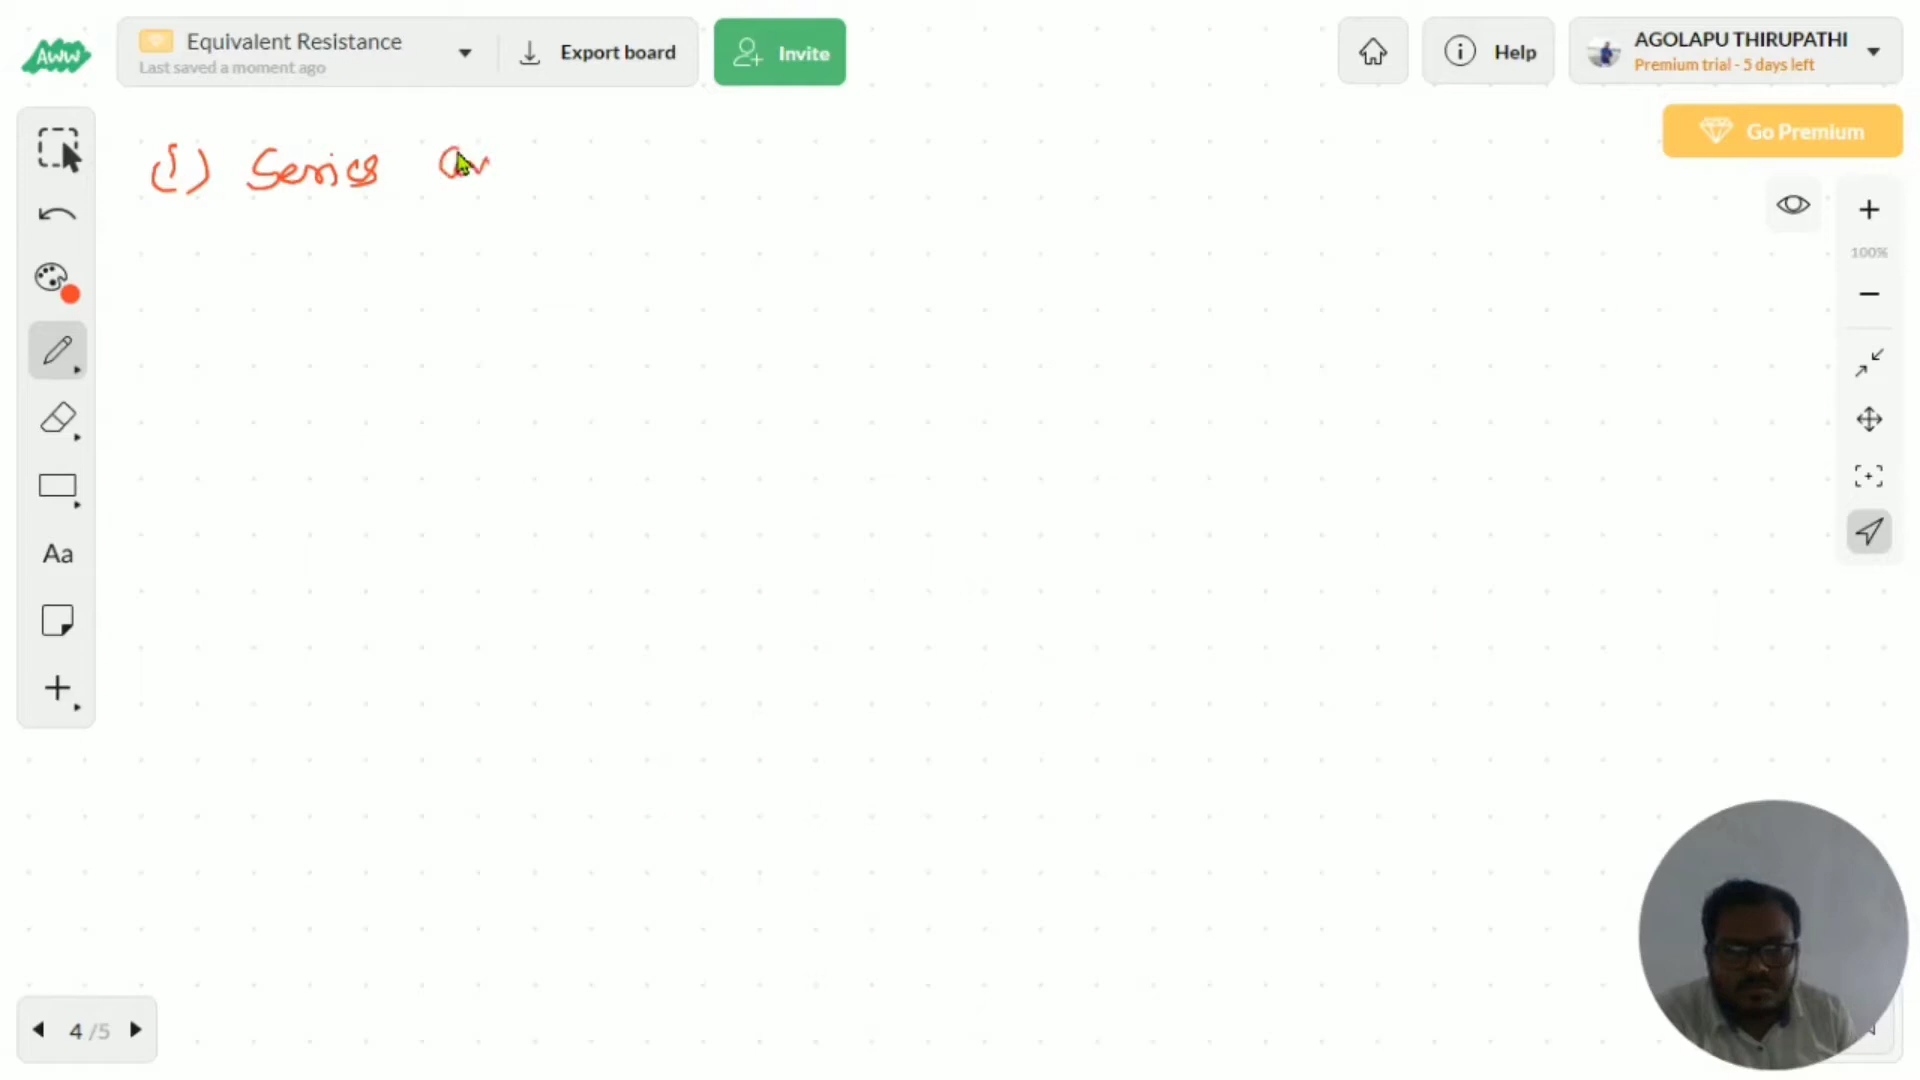 AWW
Equivalent Resistance
Last saved a moment ago
Export board
Invite
Help
AGOLAPU THIRUPATHI
Premium trial - 5 days left
Go Premium
(i) Series
100%
Aa
4 /5